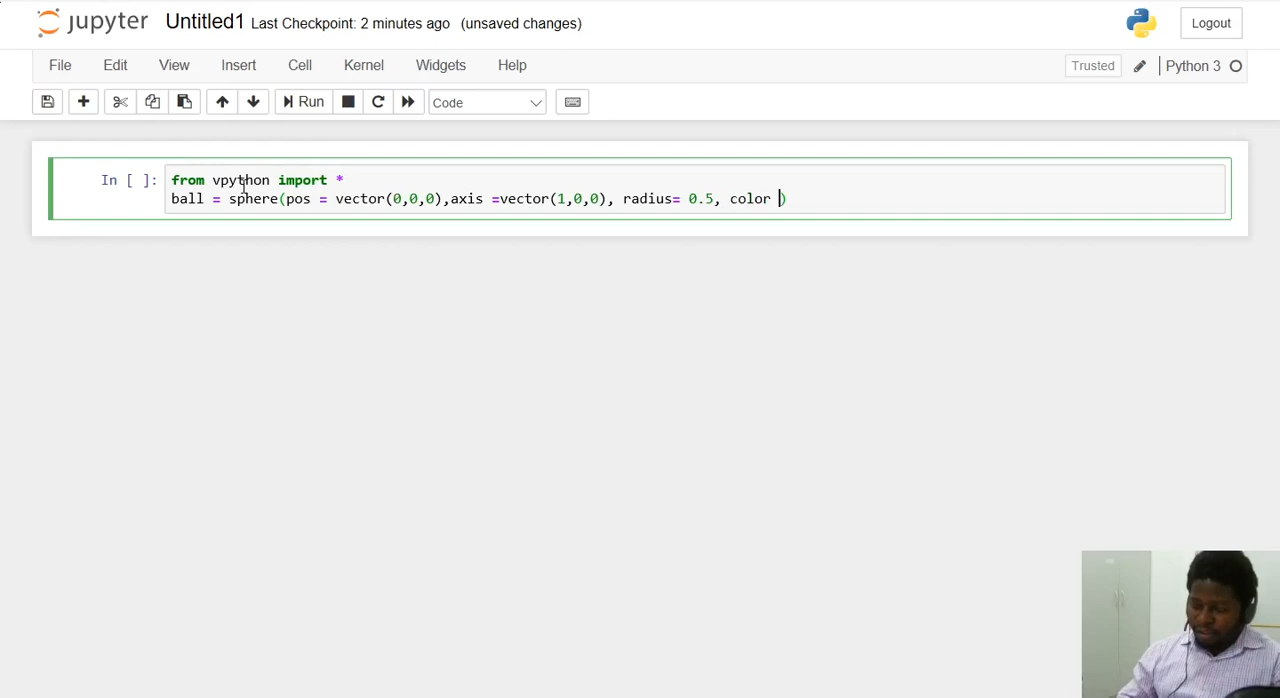 jupyter Untitled1 Last Checkpoint: 2 minutes ago (unsaved changes) Logout
File Edit View Insert Cell Kernel Widgets Help Trusted Python 3
Run Code
In [ ]: from vpython import *
ball = sphere(pos = vector(0,0,0),axis =vector(1,0,0), radius= 0.5, color )